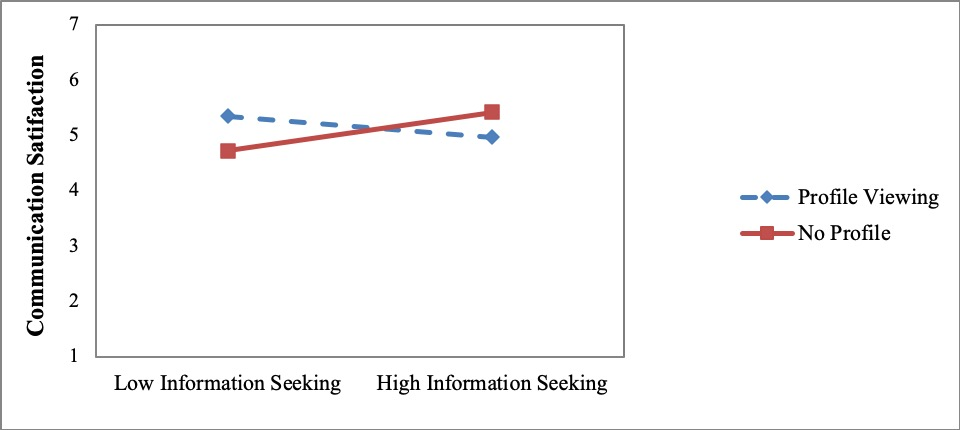 7
6
5
4
3
2
1
Communication Satifaction
Low Information Seeking
High Information Seeking
Profile Viewing
No Profile